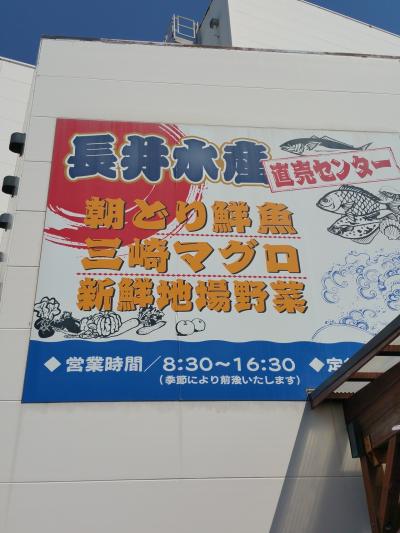 長井水産
直売センター
朝どり鮮魚
三崎マグロ
新鮮地場野菜
◆営業時間／8:30〜16:30 ◆定
（季節により前後いたします）